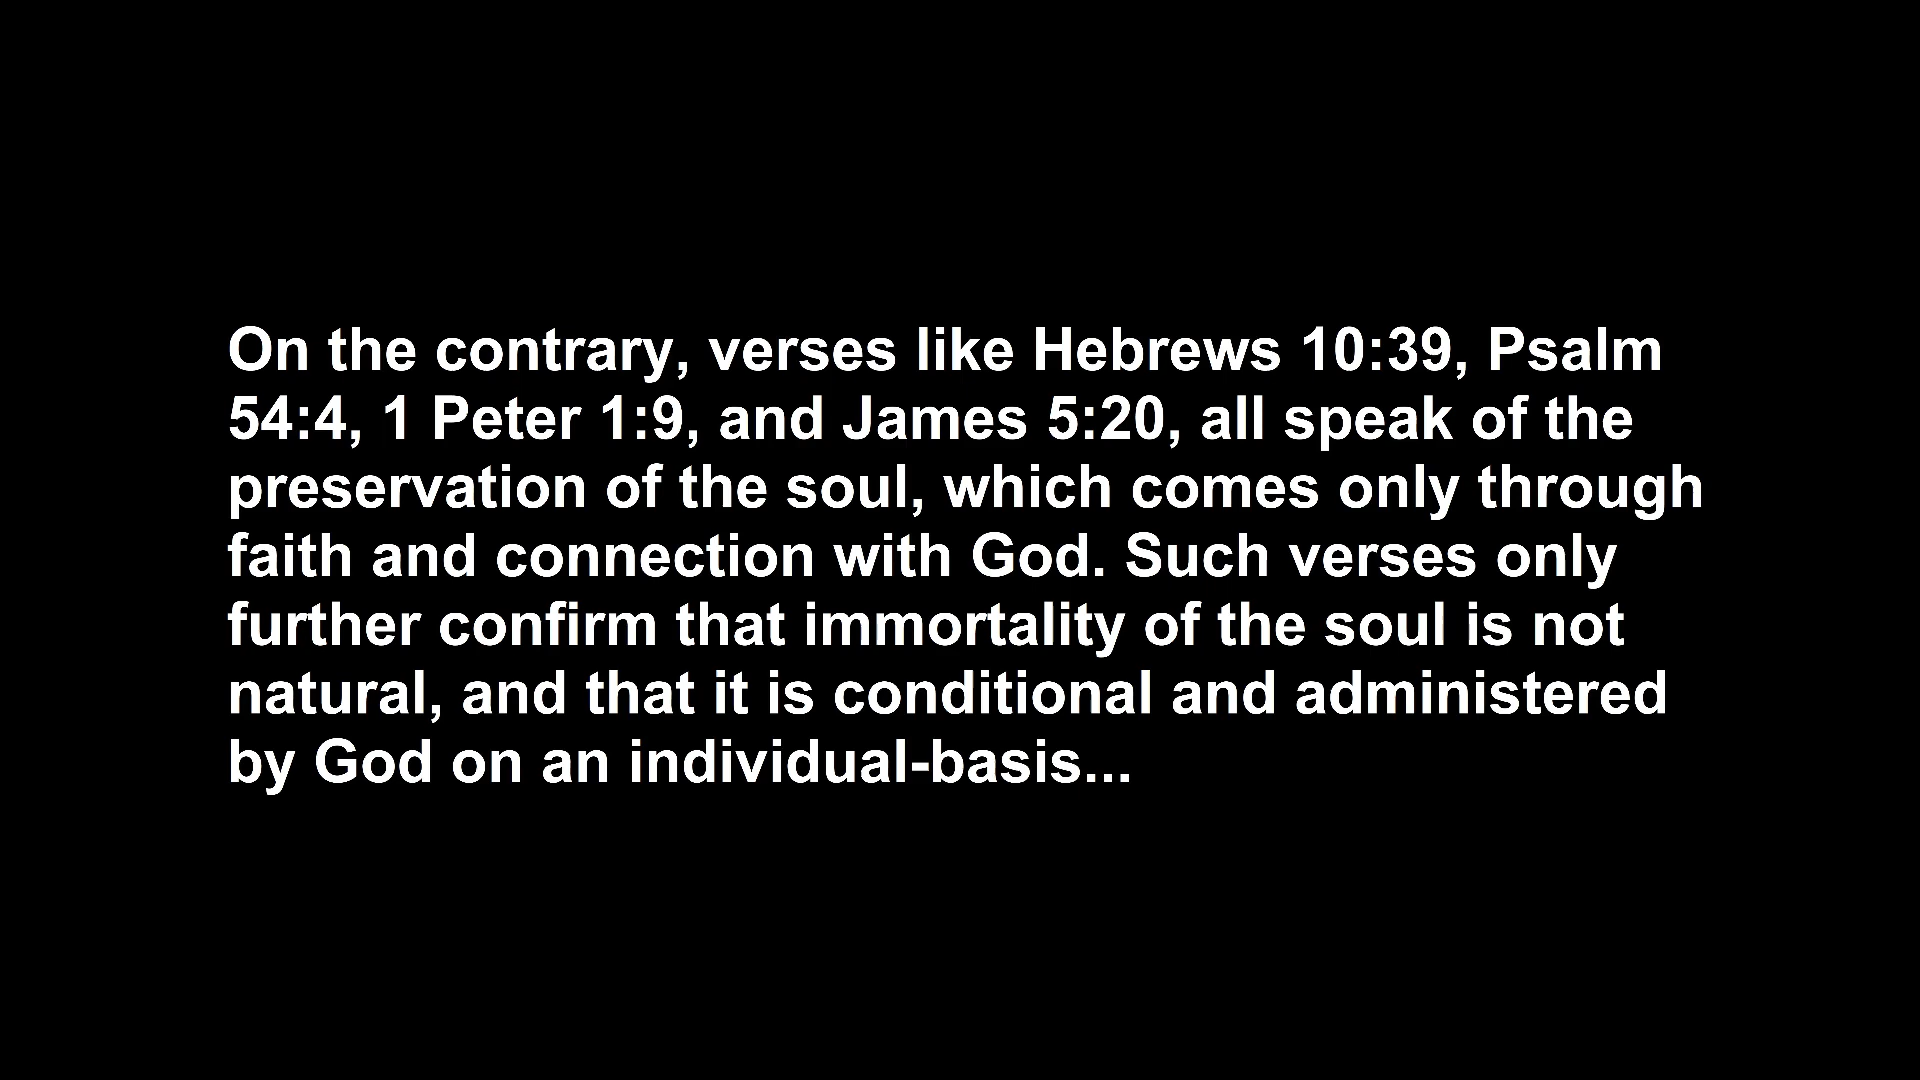 On the contrary, verses like Hebrews 10:39, Psalm
54:4, 1 Peter 1:9, and James 5:20, all speak of the
preservation of the soul, which comes only through
faith and connection with God. Such verses only
further confirm that immortality of the soul is not
natural, and that it is conditional and administered
by God on an individual-basis...